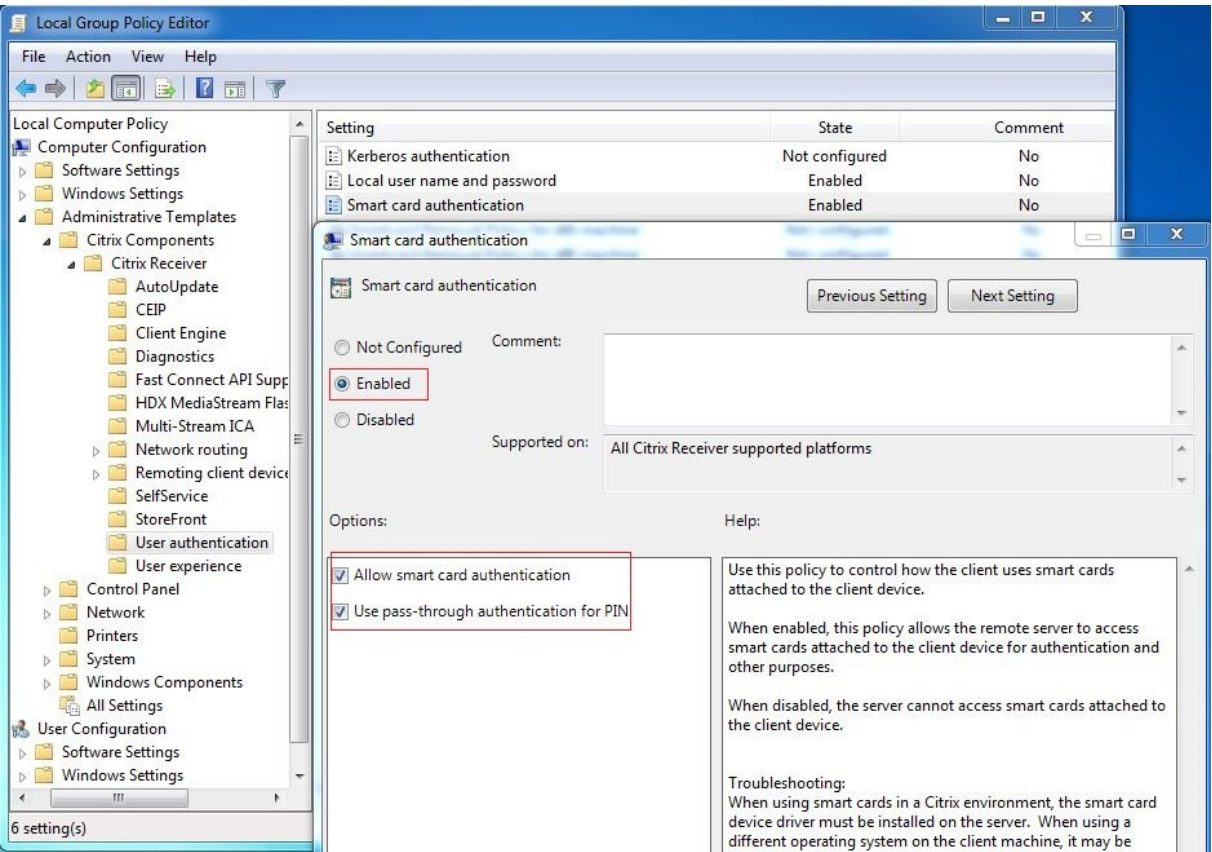 Local Group Policy Editor
File Action View Help
Local Computer Policy
Computer Configuration
Software Settings
Windows Settings
Administrative Templates
Citrix Components
Citrix Receiver
AutoUpdate
CEIP
Client Engine
Diagnostics
Fast Connect API Supp
HDX MediaStream Flas
Multi-Stream ICA
Network routing
Remoting client device
SelfService
StoreFront
User authentication
User experience
Control Panel
Network
Printers
System
Windows Components
All Settings
User Configuration
Software Settings
Windows Settings
6 setting(s)
Setting State Comment
Kerberos authentication Not configured No
Local user name and password Enabled No
Smart card authentication Enabled No
Smart card authentication
Smart card authentication
Previous Setting Next Setting
Not Configured
Enabled
Disabled
Comment:
Supported on: All Citrix Receiver supported platforms
Options:
Allow smart card authentication
Use pass-through authentication for PIN
Help:
Use this policy to control how the client uses smart cards
attached to the client device.
When enabled, this policy allows the remote server to access
smart cards attached to the client device for authentication and
other purposes.
When disabled, the server cannot access smart cards attached to
the client device.
Troubleshooting:
When using smart cards in a Citrix environment, the smart card
device driver must be installed on the server. When using a
different operating system on the client machine, it may be